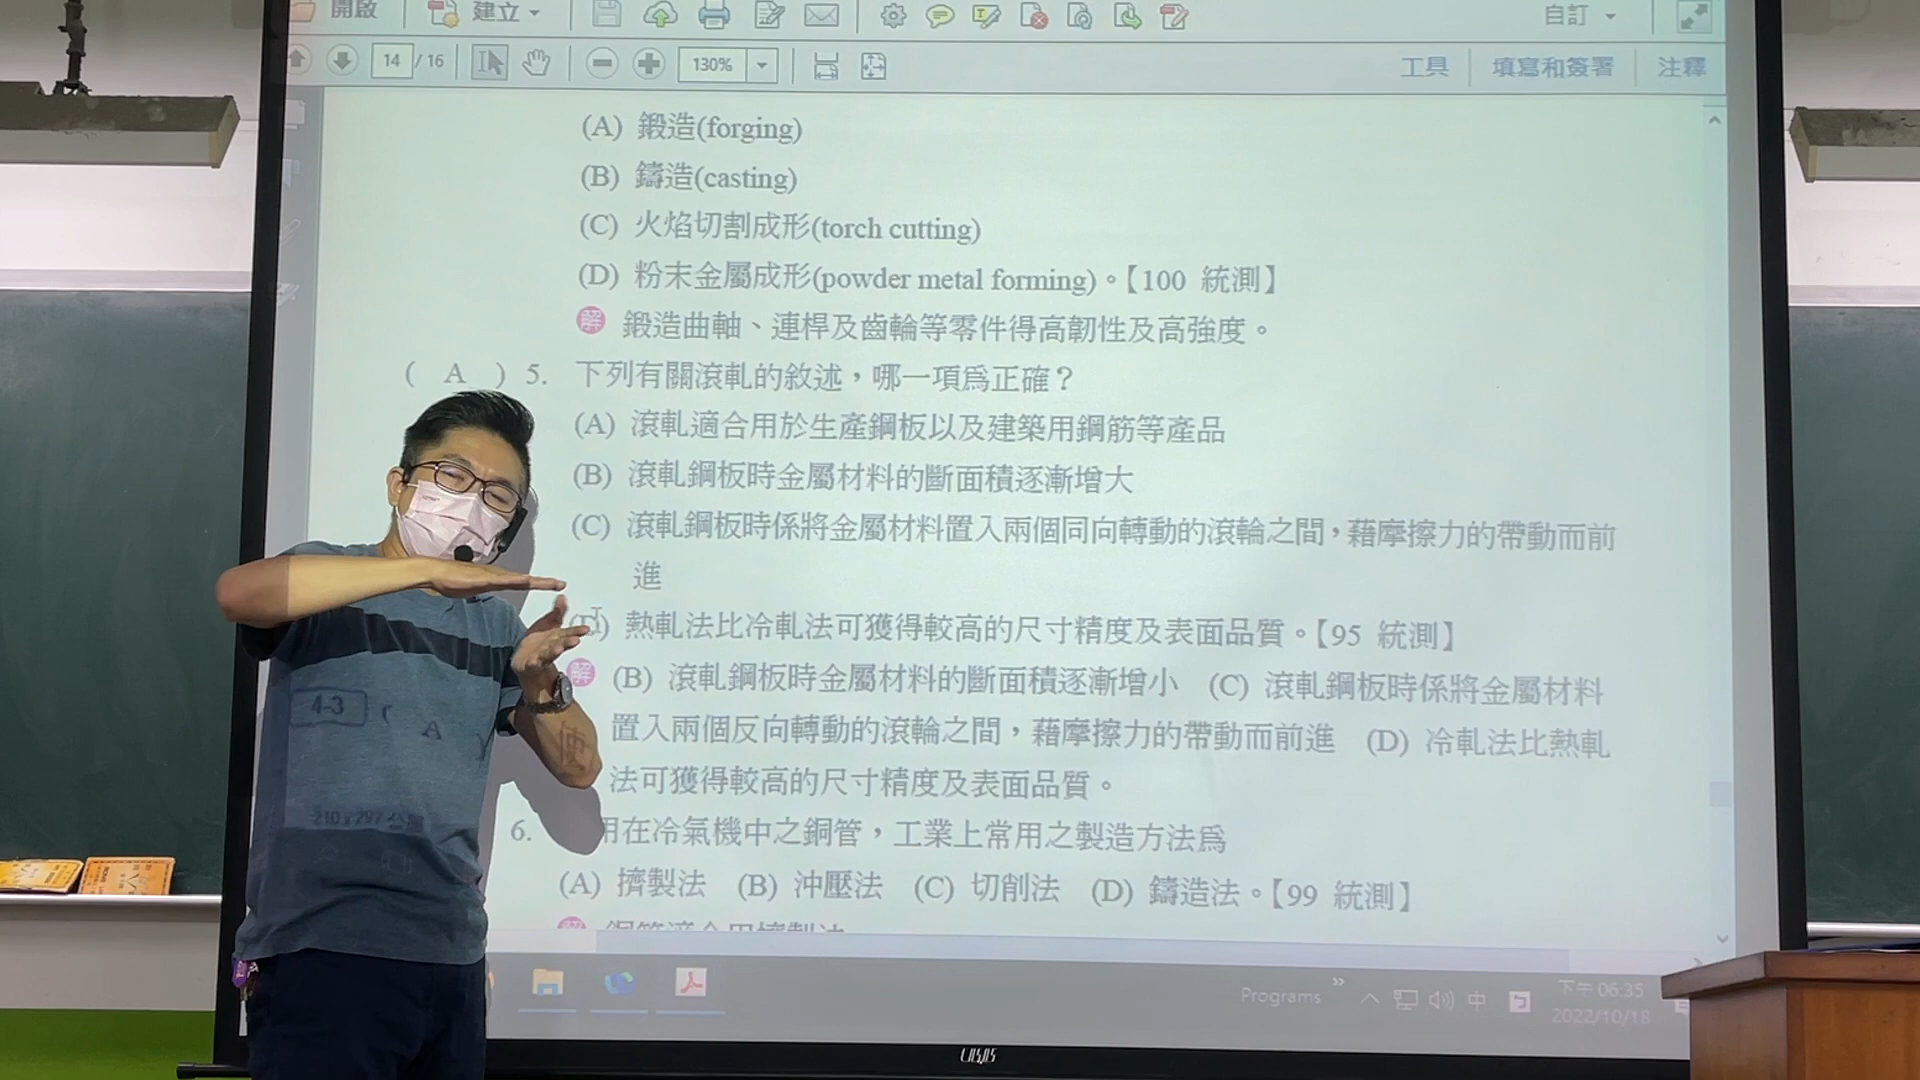 開啟 建立 自訂
14 / 16 130% 工具 填寫和簽署 注釋
(A) 鍛造(forging)
(B) 鑄造(casting)
(C) 火焰切割成形(torch cutting)
(D) 粉末金屬成形(powder metal forming)。【100 統測】
解 鍛造曲軸、連桿及齒輪等零件得高韌性及高強度。
( A ) 5. 下列有關滾軋的敘述，哪一項為正確？
(A) 滾軋適合用於生產鋼板以及建築用鋼筋等產品
(B) 滾軋鋼板時金屬材料的斷面積逐漸增大
(C) 滾軋鋼板時係將金屬材料置入兩個同向轉動的滾輪之間，藉摩擦力的帶動而前
進
熱軋法比冷軋法可獲得較高的尺寸精度及表面品質。【95 統測】
解 (B) 滾軋鋼板時金屬材料的斷面積逐漸增小 (C) 滾軋鋼板時係將金屬材料
置入兩個反向轉動的滾輪之間，藉摩擦力的帶動而前進 (D) 冷軋法比熱軋
法可獲得較高的尺寸精度及表面品質。
4-3 ( A ) 使
210x297
6. 用在冷氣機中之銅管，工業上常用之製造方法為
(A) 擠製法 (B) 沖壓法 (C) 切削法 (D) 鑄造法。【99 統測】
Programs 中 下午 06:35
2022/10/18